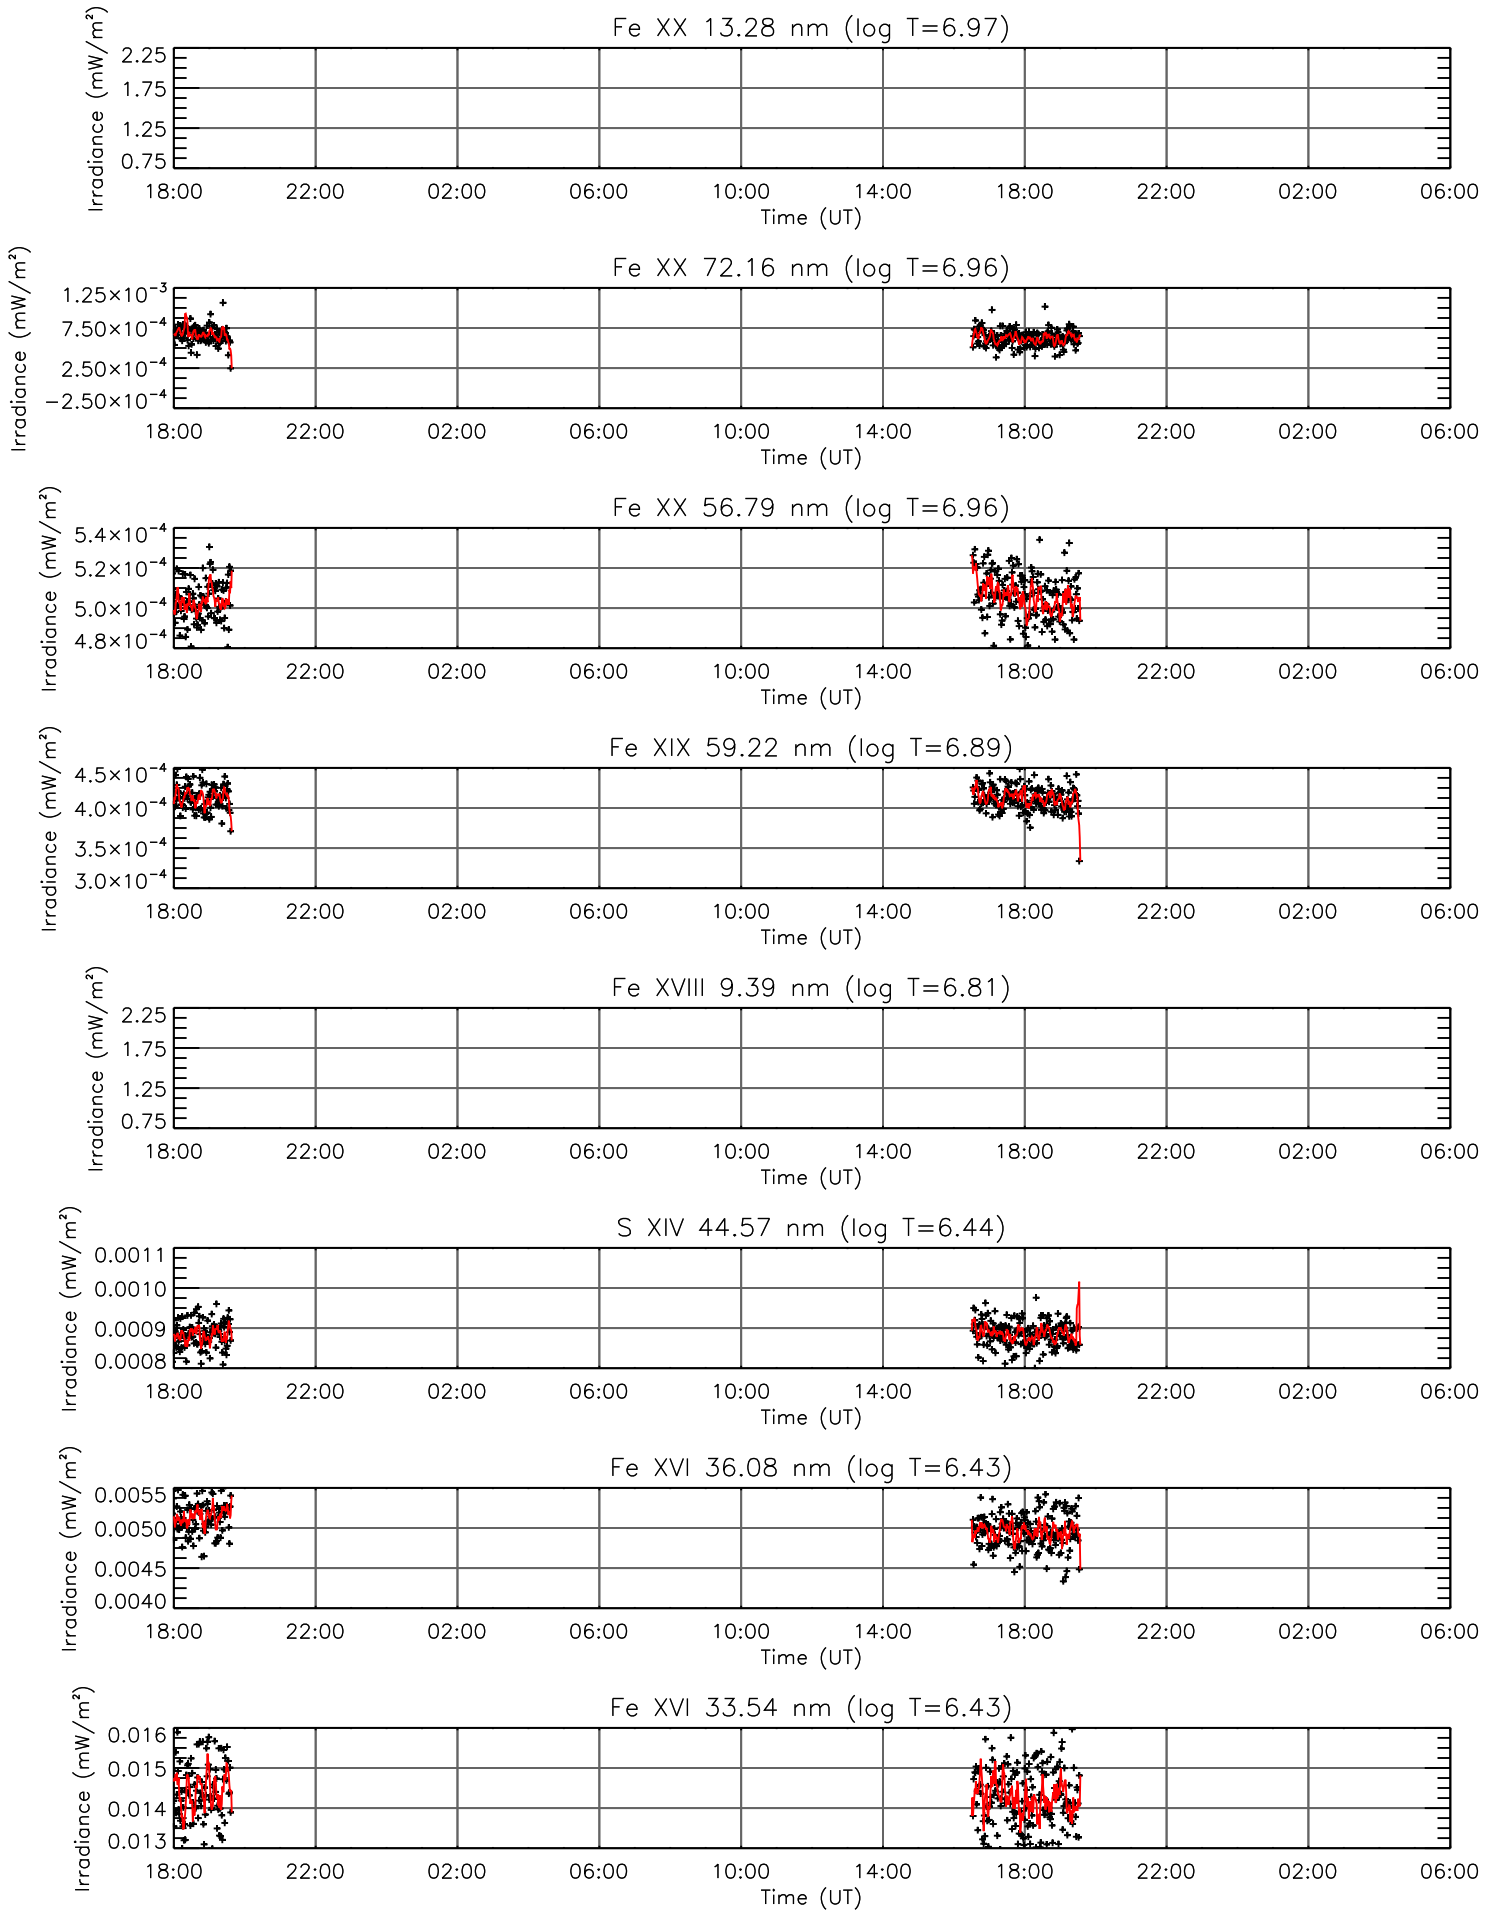 Fe XX 13.28 nm (log T=6.97)
Irradiance (mW/m²)
2.25
1.75
1.25
0.75
18:00 22:00 02:00 06:00 10:00 14:00 18:00 22:00 02:00 06:00
Time (UT)
Fe XX 72.16 nm (log T=6.96)
Irradiance (mW/m²)
1.25×10⁻³
7.50×10⁻⁴
2.50×10⁻⁴
−2.50×10⁻⁴
18:00 22:00 02:00 06:00 10:00 14:00 18:00 22:00 02:00 06:00
Time (UT)
Fe XX 56.79 nm (log T=6.96)
Irradiance (mW/m²)
5.4×10⁻⁴
5.2×10⁻⁴
5.0×10⁻⁴
4.8×10⁻⁴
18:00 22:00 02:00 06:00 10:00 14:00 18:00 22:00 02:00 06:00
Time (UT)
Fe XIX 59.22 nm (log T=6.89)
Irradiance (mW/m²)
4.5×10⁻⁴
4.0×10⁻⁴
3.5×10⁻⁴
3.0×10⁻⁴
18:00 22:00 02:00 06:00 10:00 14:00 18:00 22:00 02:00 06:00
Time (UT)
Fe XVIII 9.39 nm (log T=6.81)
Irradiance (mW/m²)
2.25
1.75
1.25
0.75
18:00 22:00 02:00 06:00 10:00 14:00 18:00 22:00 02:00 06:00
Time (UT)
S XIV 44.57 nm (log T=6.44)
Irradiance (mW/m²)
0.0011
0.0010
0.0009
0.0008
18:00 22:00 02:00 06:00 10:00 14:00 18:00 22:00 02:00 06:00
Time (UT)
Fe XVI 36.08 nm (log T=6.43)
Irradiance (mW/m²)
0.0055
0.0050
0.0045
0.0040
18:00 22:00 02:00 06:00 10:00 14:00 18:00 22:00 02:00 06:00
Time (UT)
Fe XVI 33.54 nm (log T=6.43)
Irradiance (mW/m²)
0.016
0.015
0.014
0.013
18:00 22:00 02:00 06:00 10:00 14:00 18:00 22:00 02:00 06:00
Time (UT)